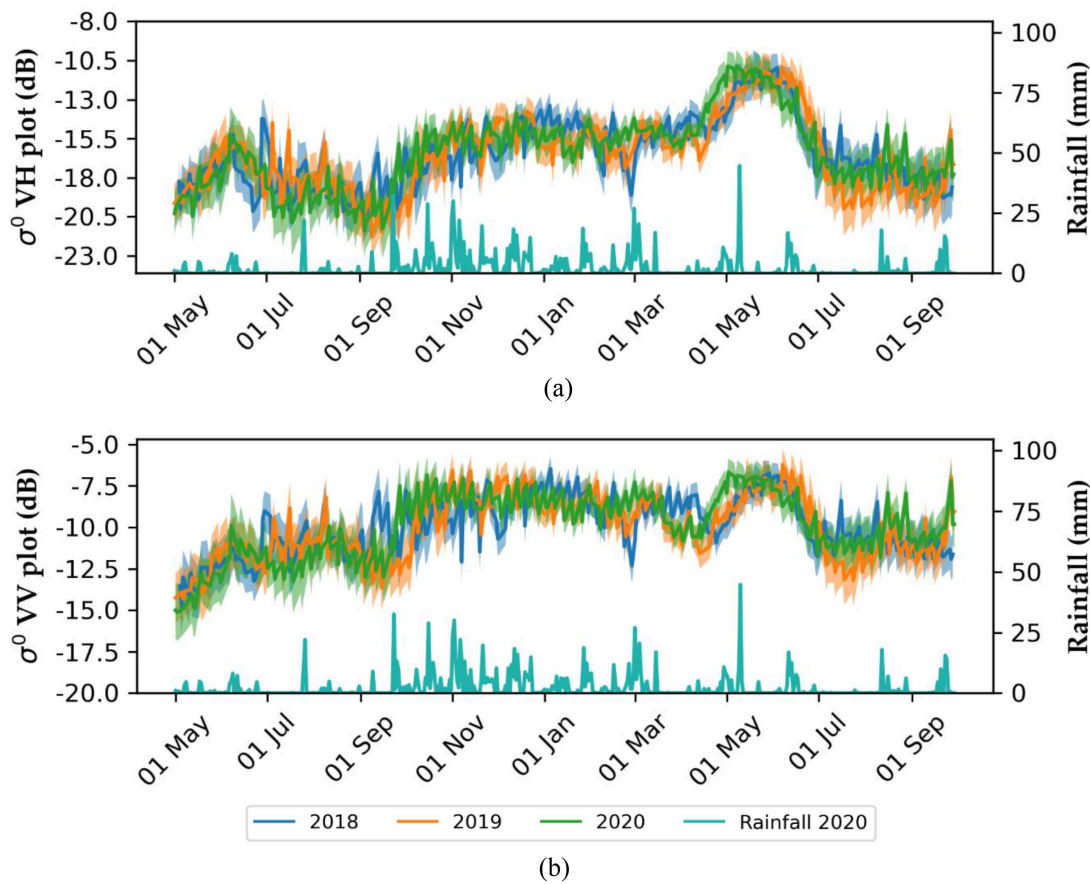 -8.0
-10.5
-13.0
-15.5
-18.0
-20.5
-23.0
σ⁰ VH plot (dB)
100
75
50
25
0
Rainfall (mm)
01 May 01 Jul 01 Sep 01 Nov 01 Jan 01 Mar 01 May 01 Jul 01 Sep
(a)
-5.0
-7.5
-10.0
-12.5
-15.0
-17.5
-20.0
σ⁰ VV plot (dB)
100
75
50
25
0
Rainfall (mm)
01 May 01 Jul 01 Sep 01 Nov 01 Jan 01 Mar 01 May 01 Jul 01 Sep
2018 2019 2020 Rainfall 2020
(b)